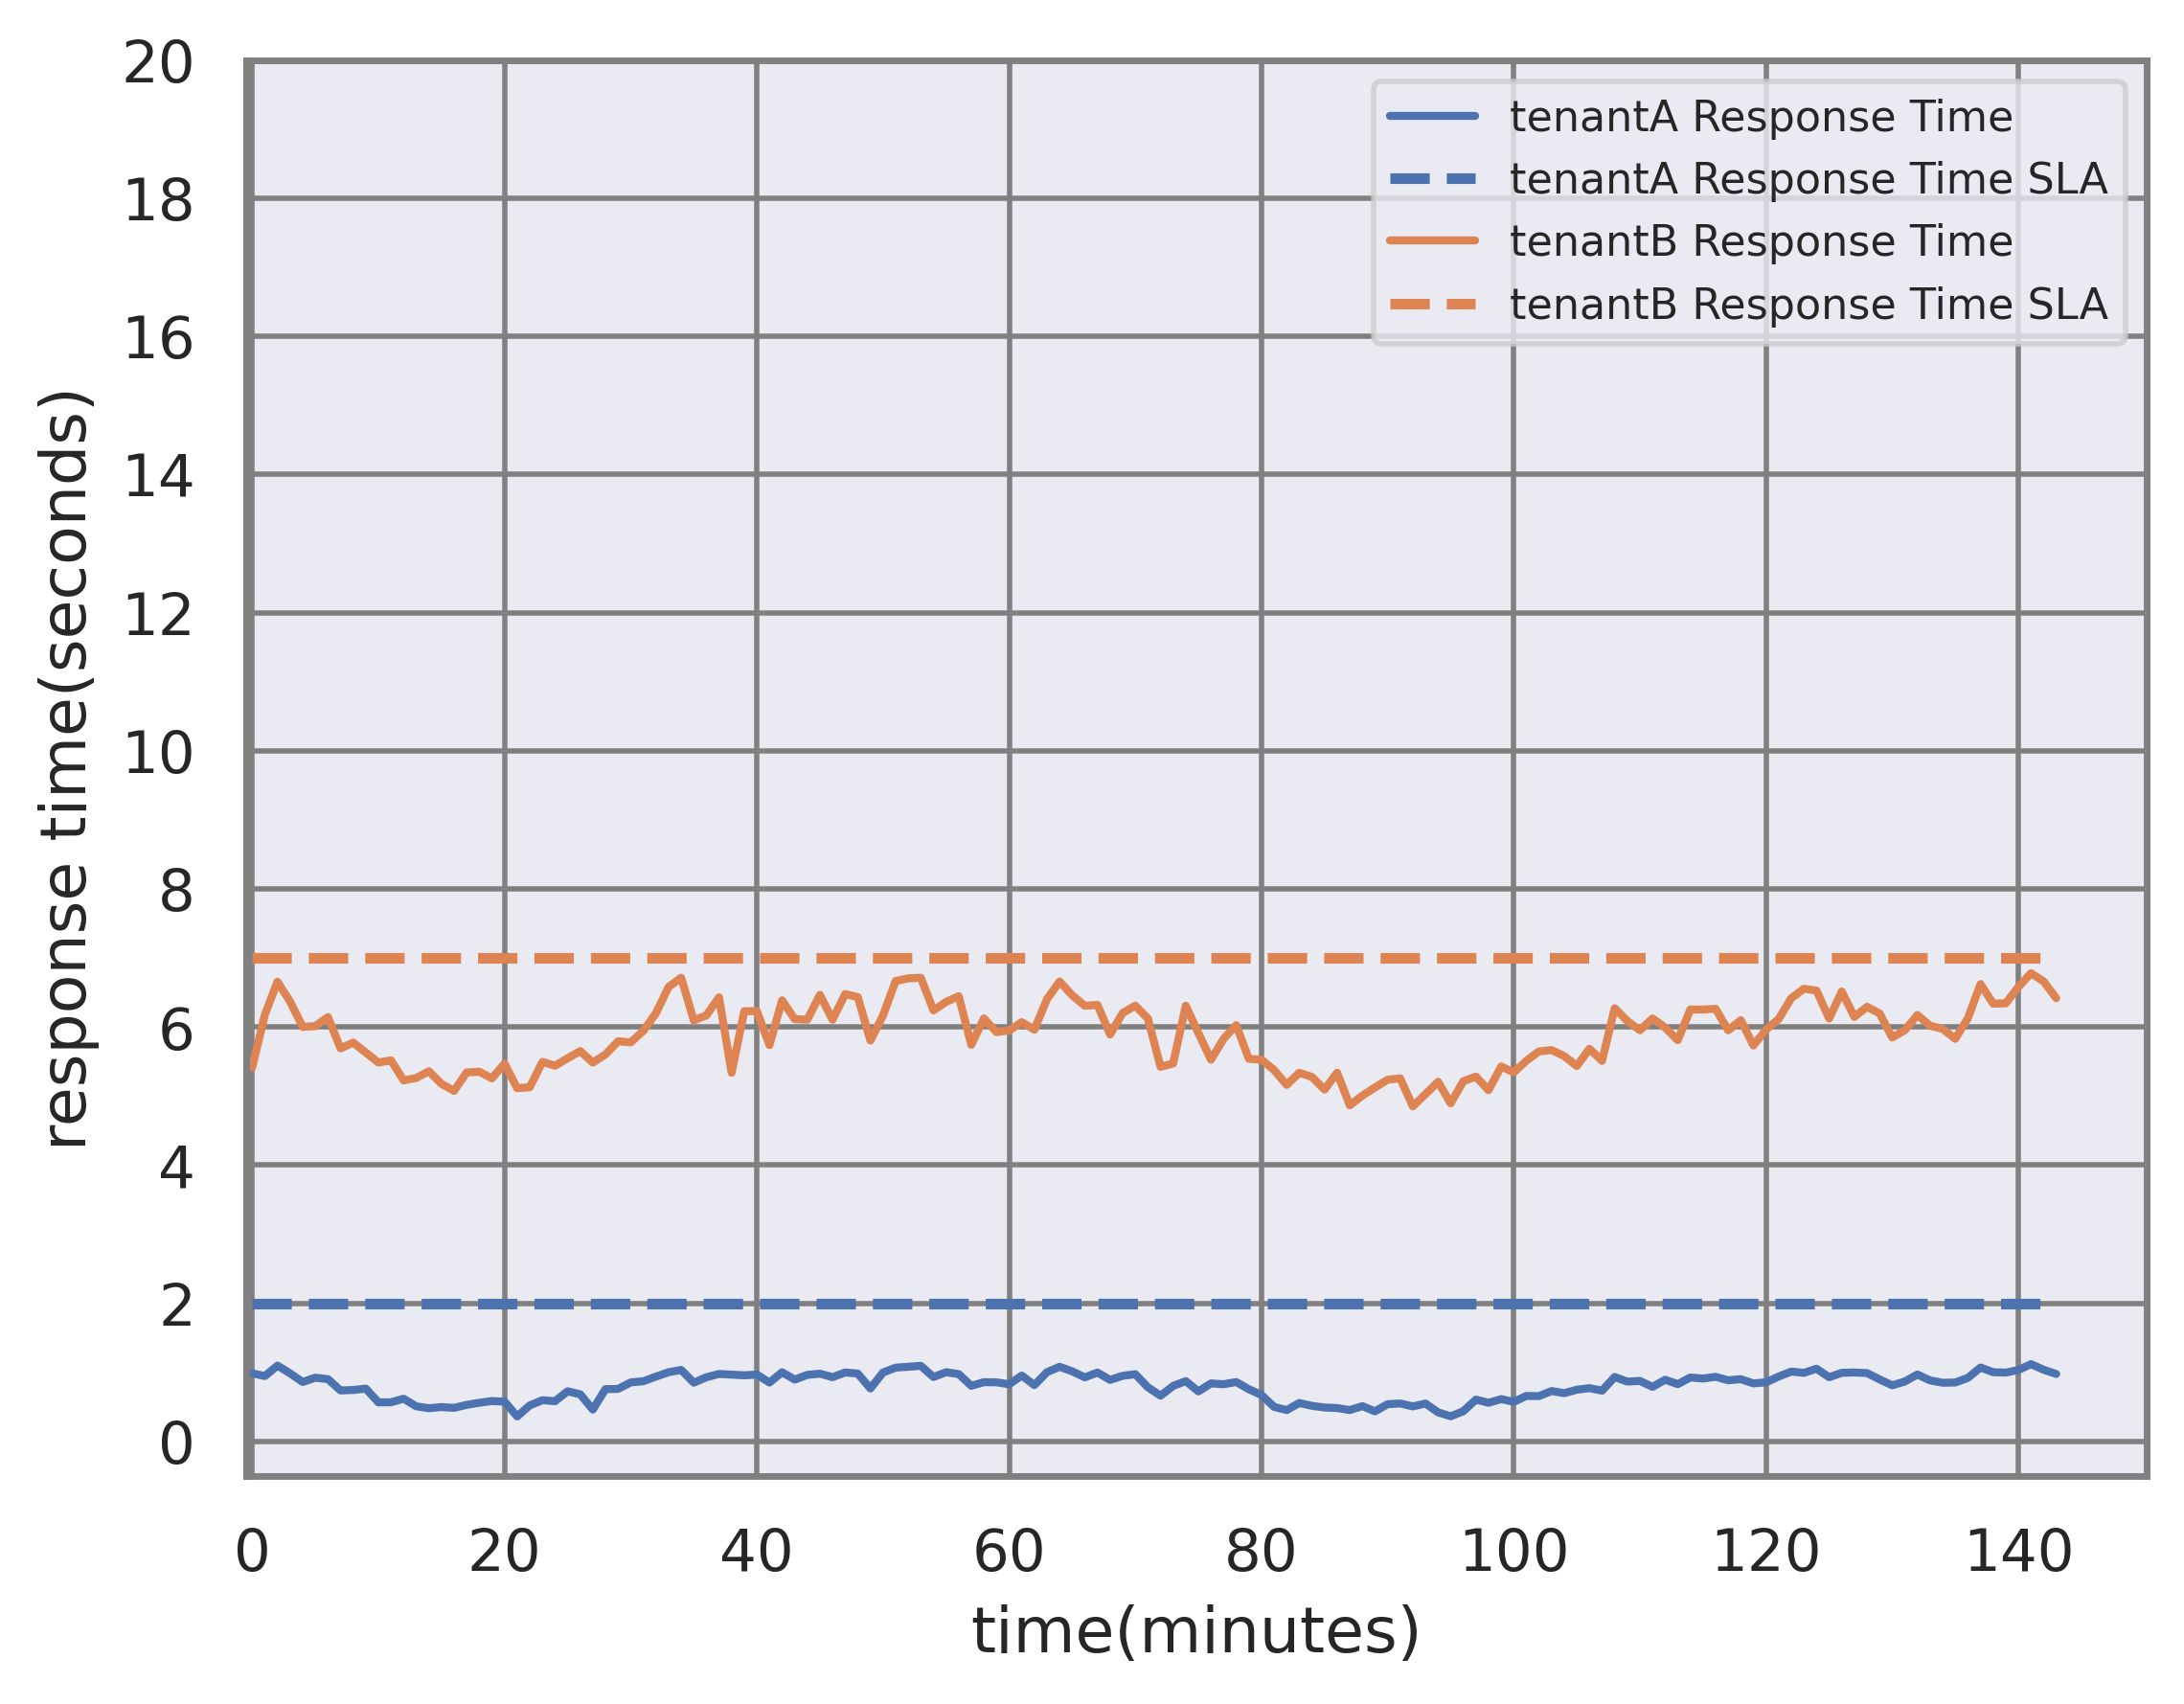 20
18
16
14
12
10
8
6
4
2
0
response time(seconds)
tenantA Response Time
tenantA Response Time SLA
tenantB Response Time
tenantB Response Time SLA
0 20 40 60 80 100 120 140
time(minutes)